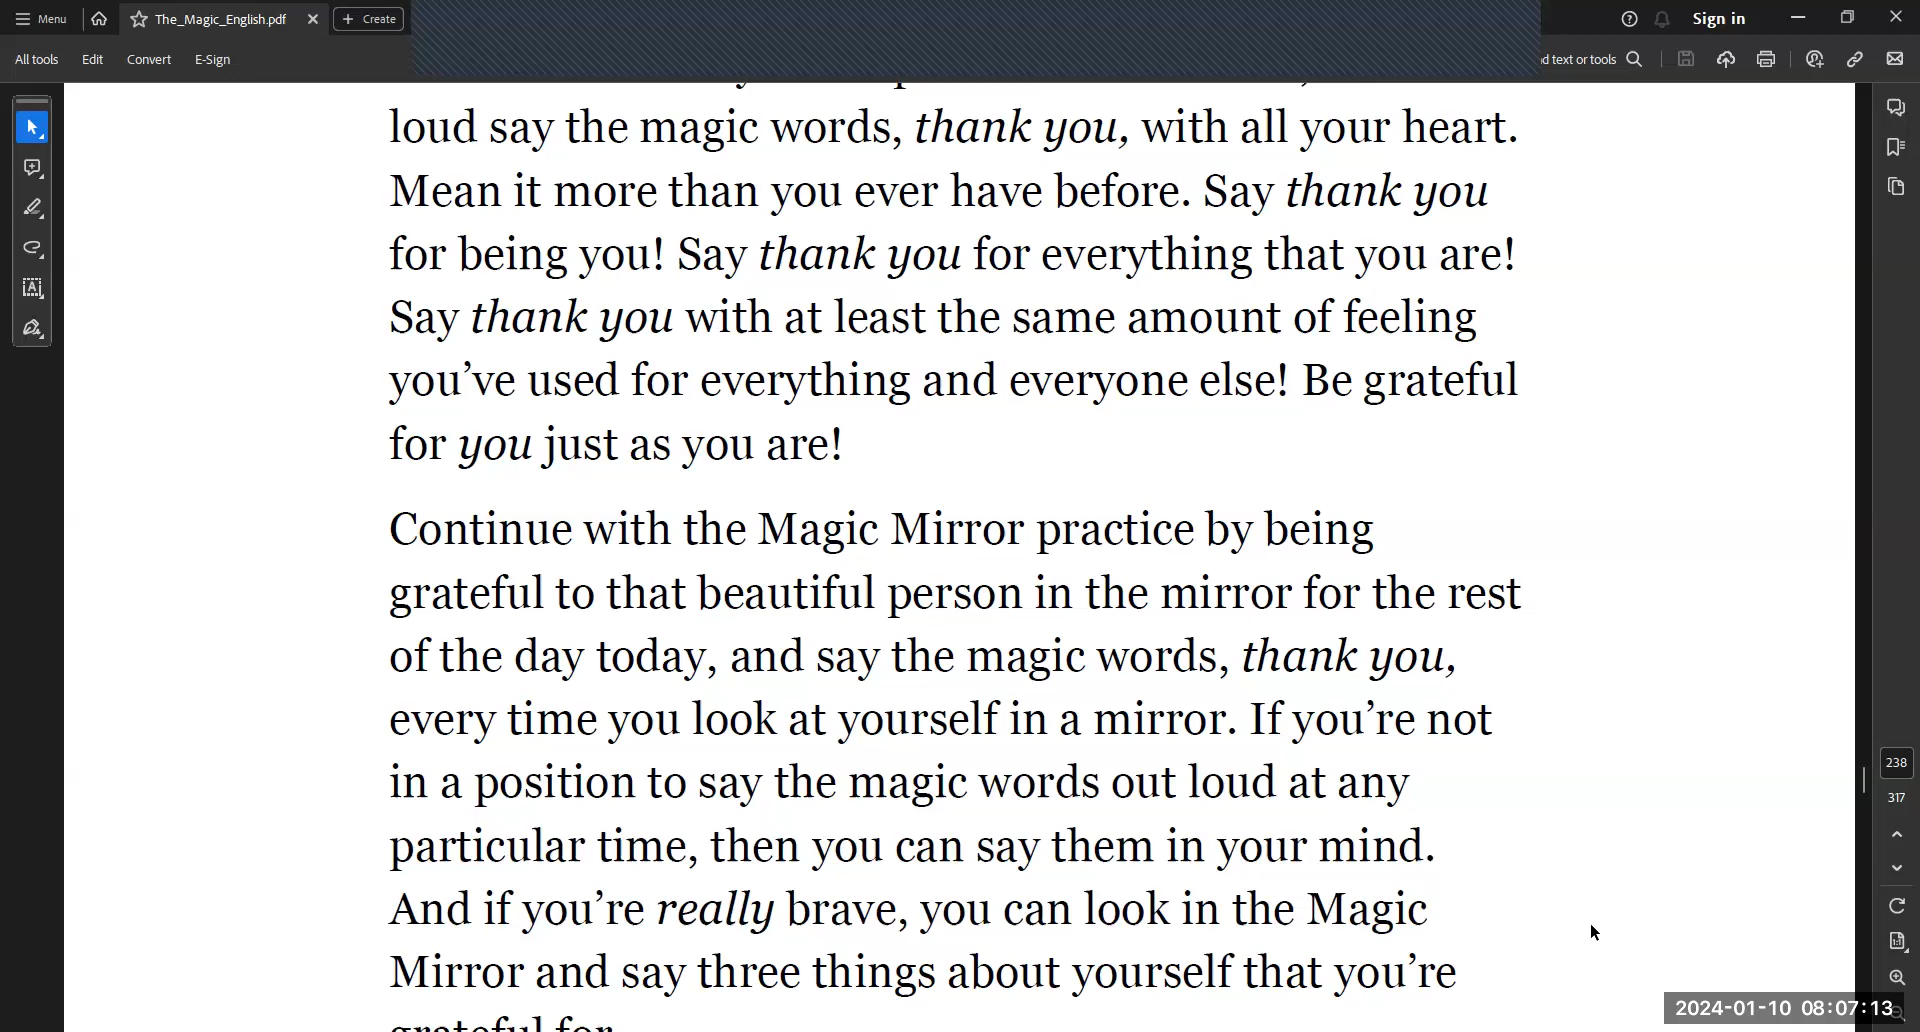 Menu
The_Magic_English.pdf
Create
Sign in
All tools
Edit
Convert
E-Sign
d text or tools
loud say the magic words, thank you, with all your heart.
Mean it more than you ever have before. Say thank you
for being you! Say thank you for everything that you are!
Say thank you with at least the same amount of feeling
you’ve used for everything and everyone else! Be grateful
for you just as you are!
Continue with the Magic Mirror practice by being
grateful to that beautiful person in the mirror for the rest
of the day today, and say the magic words, thank you,
every time you look at yourself in a mirror. If you’re not
in a position to say the magic words out loud at any
particular time, then you can say them in your mind.
And if you’re really brave, you can look in the Magic
Mirror and say three things about yourself that you’re
grateful for
238
317
2024-01-10 08:07:13